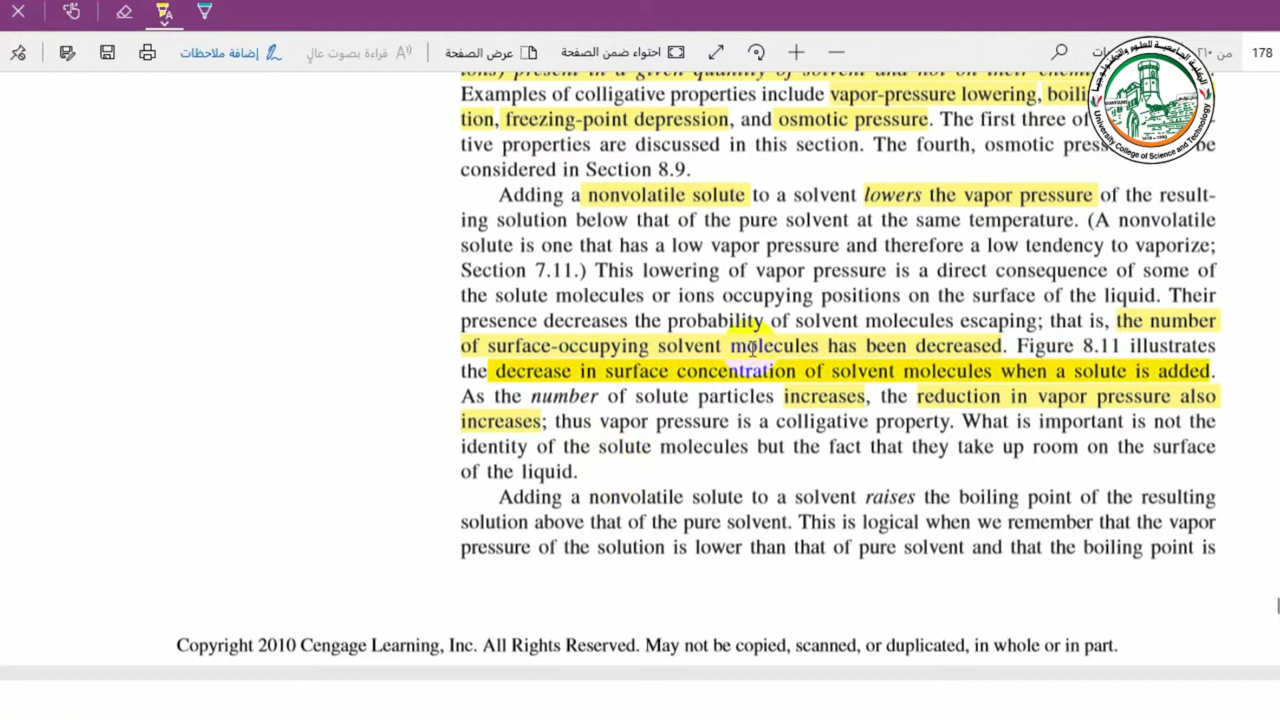 إضافة ملاحظات
قراءة بصوت عالٍ
عرض الصفحة
احتواء ضمن الصفحة
من
178
Examples of colligative properties include vapor-pressure lowering, boili
tion, freezing-point depression, and osmotic pressure. The first three of
tive properties are discussed in this section. The fourth, osmotic press be
considered in Section 8.9.
Adding a nonvolatile solute to a solvent lowers the vapor pressure of the result-
ing solution below that of the pure solvent at the same temperature. (A nonvolatile
solute is one that has a low vapor pressure and therefore a low tendency to vaporize;
Section 7.11.) This lowering of vapor pressure is a direct consequence of some of
the solute molecules or ions occupying positions on the surface of the liquid. Their
presence decreases the probability of solvent molecules escaping; that is, the number
of surface-occupying solvent molecules has been decreased. Figure 8.11 illustrates
the decrease in surface concentration of solvent molecules when a solute is added.
As the number of solute particles increases, the reduction in vapor pressure also
increases; thus vapor pressure is a colligative property. What is important is not the
identity of the solute molecules but the fact that they take up room on the surface
of the liquid.
Adding a nonvolatile solute to a solvent raises the boiling point of the resulting
solution above that of the pure solvent. This is logical when we remember that the vapor
pressure of the solution is lower than that of pure solvent and that the boiling point is
Copyright 2010 Cengage Learning, Inc. All Rights Reserved. May not be copied, scanned, or duplicated, in whole or in part.
University College of Science and Technology